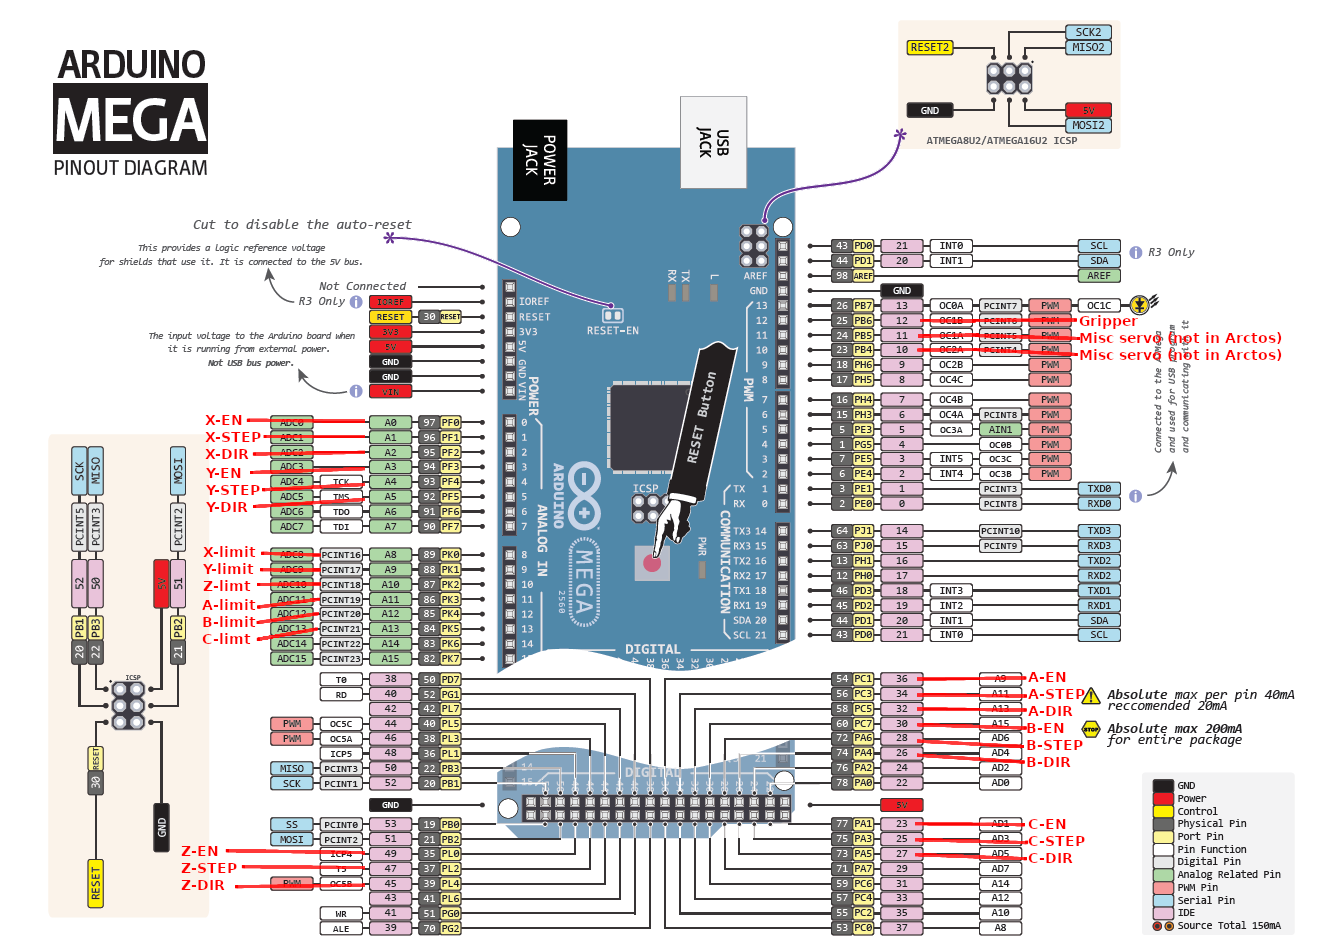 ARDUINO
MEGA
PINOUT DIAGRAM
RESET2
SCK2
MISO2
GND
5V
MOSI2
ATMEGA8U2/ATMEGA16U2 ICSP
POWER JACK
USB JACK
Cut to disable the auto-reset
This provides a logic reference voltage
for shields that use it. It is connected to the 5V bus.
Not Connected
R3 Only
IOREF
RESET 30 RESET
3V3
5V
GND
GND
VIN
The input voltage to the Arduino board when
it is running from external power.
Not USB bus power.
IOREF
RESET
3V3
5V
GND
VIN
POWER
RESET-EN
RX
TX
L
AREF
GND
13
12
11
10
9
8
7
6
5
4
3
2
TX 1
RX 0
PWM
TX3 14
RX3 15
TX2 16
RX2 17
TX1 18
RX1 19
SDA 20
SCL 21
COMMUNICATION
RESET Button
ICSP
ARDUINO
MEGA
2560
PWR
ANALOG IN
0
1
2
3
4
5
6
7
8
9
10
11
12
13
14
DIGITAL
DIGITAL
43 PD0 21 INT0 SCL
44 PD1 20 INT1 SDA
R3 Only
98 AREF AREF
GND
26 PB7 13 OC0A PCINT7 PWM OC1C
25 PB6 12 OC1B PCINT6 PWM Gripper
24 PB5 11 OC1A PCINT5 PWM Misc servo (not in Arctos)
23 PB4 10 OC2A PCINT4 PWM Misc servo (not in Arctos)
18 PH6 9 OC2B PWM
17 PH5 8 OC4C PWM
16 PH4 7 OC4B PWM
15 PH3 6 OC4A PCINT8 PWM
5 PE3 5 OC3A AIN1 PWM
1 PG5 4 OC0B PWM
7 PE5 3 INT5 OC3C PWM
6 PE4 2 INT4 OC3B PWM
3 PE1 1 PCINT3 TXD0
2 PE0 0 PCINT8 RXD0
Connected to the ATMega
and used for USB program
and communicating with it
64 PJ1 14 PCINT10 TXD3
63 PJ0 15 PCINT9 RXD3
13 PH1 16 TXD2
12 PH0 17 RXD2
46 PD3 18 INT3 TXD1
45 PD2 19 INT2 RXD1
44 PD1 20 INT1 SDA
43 PD0 21 INT0 SCL
X-EN ADC0 A0 97 PF0
X-STEP ADC1 A1 96 PF1
X-DIR ADC2 A2 95 PF2
Y-EN ADC3 A3 94 PF3
Y-STEP ADC4 TCK A4 93 PF4
Y-DIR ADC5 TMS A5 92 PF5
ADC6 TDO A6 91 PF6
ADC7 TDI A7 90 PF7
X-limit ADC8 PCINT16 A8 89 PK0
Y-limit ADC9 PCINT17 A9 88 PK1
Z-limt ADC10 PCINT18 A10 87 PK2
A-limit ADC11 PCINT19 A11 86 PK3
B-limit ADC12 PCINT20 A12 85 PK4
C-limt ADC13 PCINT21 A13 84 PK5
ADC14 PCINT22 A14 83 PK6
ADC15 PCINT23 A15 82 PK7
T0 38 50 PD7
RD 40 52 PG1
42 42 PL7
PWM OC5C 44 40 PL5
PWM OC5A 46 38 PL3
ICP5 48 36 PL1
MISO PCINT3 50 22 PB3
SCK PCINT1 52 20 PB1
GND
SS PCINT0 53 19 PB0
MOSI PCINT2 51 21 PB2
Z-EN ICP4 49 35 PL0
Z-STEP T5 47 37 PL2
Z-DIR PWM OC5B 45 39 PL4
43 41 PL6
WR 41 51 PG0
ALE 39 70 PG2
54 PC1 36 A9 A-EN
56 PC3 34 A11 A-STEP
58 PC5 32 A13 A-DIR
60 PC7 30 A15 B-EN
72 PA6 28 AD6 B-STEP
74 PA4 26 AD4 B-DIR
76 PA2 24 AD2
78 PA0 22 AD0
5V
77 PA1 23 AD1 C-EN
75 PA3 25 AD3 C-STEP
73 PA5 27 AD5 C-DIR
71 PA7 29 AD7
59 PC6 31 A14
57 PC4 33 A12
55 PC2 35 A10
53 PC0 37 A8
SCK PCINT5 52 PB1 20
MISO PCINT3 50 PB3 22
5V
MOSI PCINT2 51 PB2 21
ICSP
RESET 30 RESET
GND
Absolute max per pin 40mA
reccomended 20mA
STOP
Absolute max 200mA
for entire package
GND
Power
Control
Physical Pin
Port Pin
Pin Function
Digital Pin
Analog Related Pin
PWM Pin
Serial Pin
IDE
Source Total 150mA